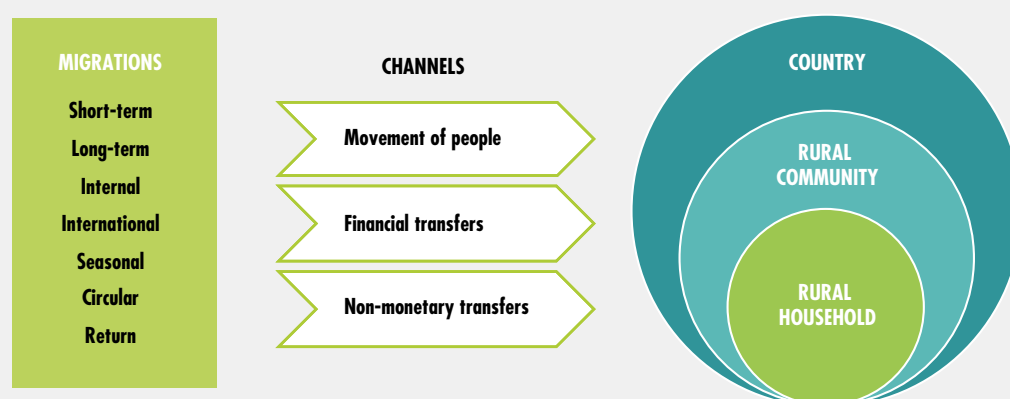 MIGRATIONS
Short-term
Long-term
Internal
International
Seasonal
Circular
Return
CHANNELS
Movement of people
Financial transfers
Non-monetary transfers
COUNTRY
RURAL
COMMUNITY
RURAL
HOUSEHOLD